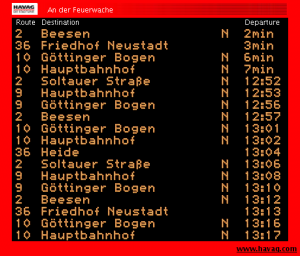 HAVAG An der Feuerwache
Route Destination Departure
2 Beesen N 2min
36 Friedhof Neustadt 3min
10 Göttinger Bogen N 6min
10 Hauptbahnhof N 7min
2 Soltauer Straße N 12:52
9 Hauptbahnhof N 12:53
9 Göttinger Bogen N 12:56
2 Beesen N 12:57
10 Göttinger Bogen N 13:01
10 Hauptbahnhof N 13:02
36 Heide 13:04
2 Soltauer Straße N 13:06
9 Hauptbahnhof N 13:08
9 Göttinger Bogen N 13:10
2 Beesen N 13:12
36 Friedhof Neustadt 13:13
10 Göttinger Bogen N 13:16
10 Hauptbahnhof N 13:17
www.havag.com